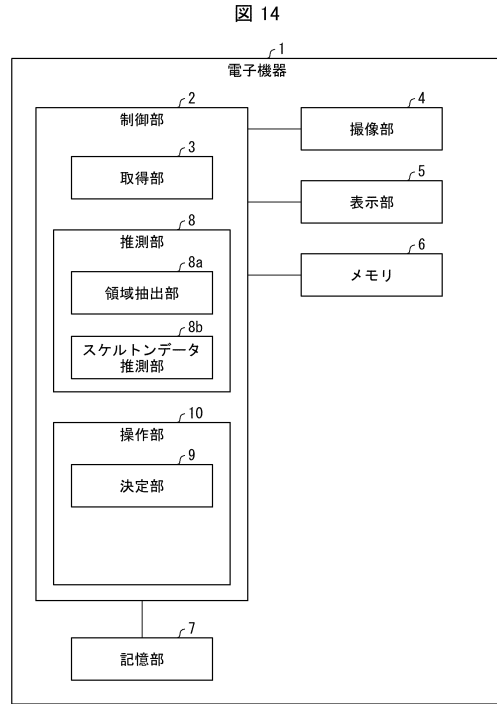 図 14
1
電子機器
2
制御部
3
取得部
8
推測部
8a
領域抽出部
8b
スケルトンデータ
推測部
10
操作部
9
決定部
4
撮像部
5
表示部
6
メモリ
7
記憶部